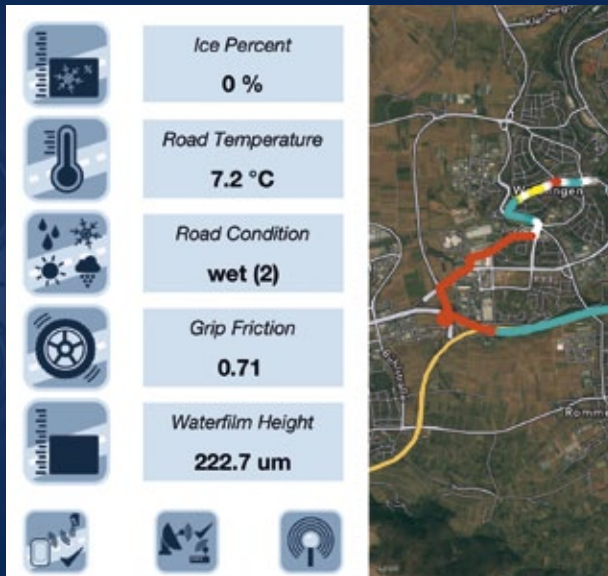 Ice Percent
0 %
Road Temperature
7.2 °C
Road Condition
wet (2)
Grip Friction
0.71
Waterfilm Height
222.7 um
%
Romme